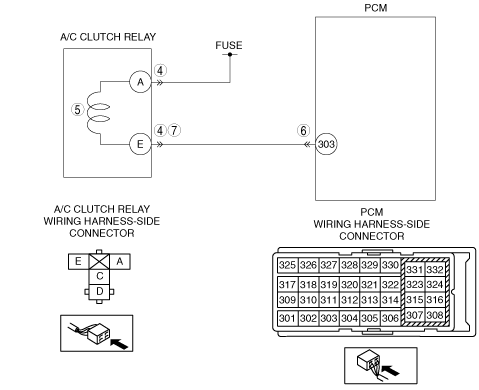 PCM
A/C CLUTCH RELAY
FUSE
A
④
⑤
E
④ ⑦
⑥
303
A/C CLUTCH RELAY
WIRING HARNESS-SIDE
CONNECTOR
E A
C
D
PCM
WIRING HARNESS-SIDE
CONNECTOR
325 326 327 328 329 330 331 332
317 318 319 320 321 322 323 324
309 310 311 312 313 314 315 316
301 302 303 304 305 306 307 308